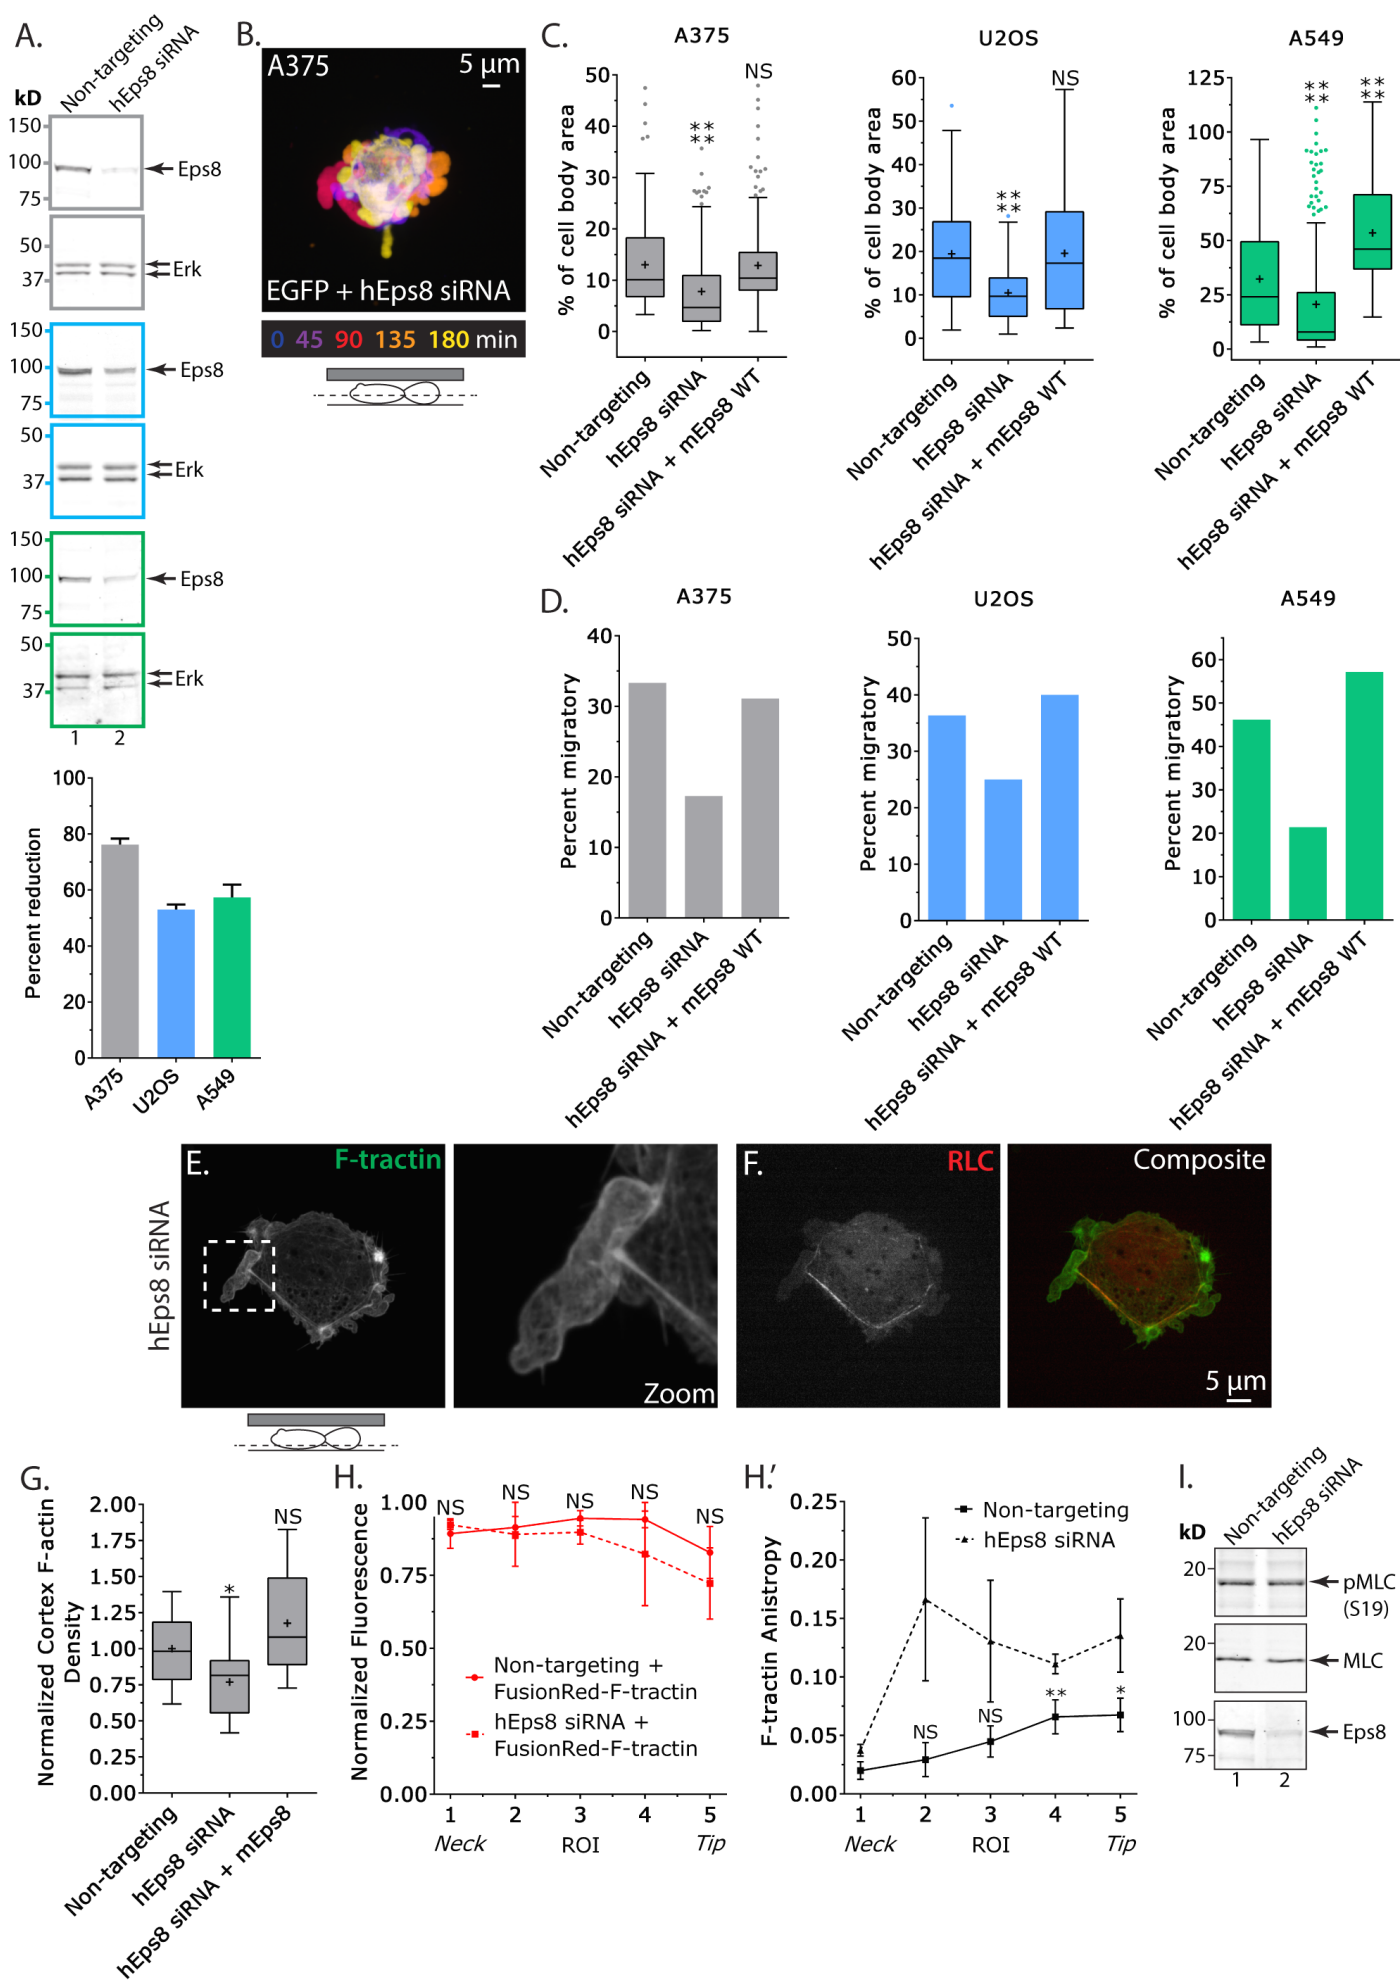 A.
Non-targeting
hEps8 siRNA
kD
150
100
75
Eps8
50
37
Erk
150
100
75
Eps8
50
37
Erk
150
100
75
Eps8
50
37
Erk
1 2
100
80
60
40
20
0
Percent reduction
A375
U2OS
A549
B.
A375
5 µm
EGFP + hEps8 siRNA
0 45 90 135 180 min
C.
A375
50
40
30
20
10
0
% of cell body area
**
**
NS
Non-targeting
hEps8 siRNA
hEps8 siRNA + mEps8 WT
U2OS
60
50
40
30
20
10
0
% of cell body area
**
**
NS
Non-targeting
hEps8 siRNA
hEps8 siRNA + mEps8 WT
A549
125
100
75
50
25
0
% of cell body area
**
**
**
**
Non-targeting
hEps8 siRNA
hEps8 siRNA + mEps8 WT
D.
A375
40
30
20
10
0
Percent migratory
Non-targeting
hEps8 siRNA
hEps8 siRNA + mEps8 WT
U2OS
50
40
30
20
10
0
Percent migratory
Non-targeting
hEps8 siRNA
hEps8 siRNA + mEps8 WT
A549
60
50
40
30
20
10
0
Percent migratory
Non-targeting
hEps8 siRNA
hEps8 siRNA + mEps8 WT
hEps8 siRNA
E.
F-tractin
Zoom
F.
RLC
Composite
5 µm
G.
2.00
1.75
1.50
1.25
1.00
0.75
0.50
0.25
0.00
Normalized Cortex F-actin
Density
*
NS
Non-targeting
hEps8 siRNA
hEps8 siRNA + mEps8
H.
1.00
0.75
0.50
0.25
0.00
Normalized Fluorescence
NS
NS
NS
NS
NS
Non-targeting +
FusionRed-F-tractin
hEps8 siRNA +
FusionRed-F-tractin
1 2 3 4 5
Neck ROI Tip
H.'
0.25
0.20
0.15
0.10
0.05
0.00
F-tractin Anistropy
Non-targeting
hEps8 siRNA
NS
NS
**
*
1 2 3 4 5
Neck ROI Tip
I.
Non-targeting
hEps8 siRNA
kD
20
pMLC
(S19)
20
MLC
100
75
Eps8
1 2